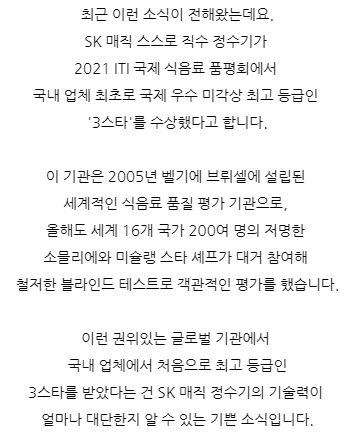 최근 이런 소식이 전해왔는데요.
SK 매직 스스로 직수 정수기가
2021 ITI 국제 식음료 품평회에서
국내 업체 최초로 국제 우수 미각상 최고 등급인
'3스타'를 수상했다고 합니다.
이 기관은 2005년 벨기에 브뤼셀에 설립된
세계적인 식음료 품질 평가 기관으로,
올해도 세계 16개 국가 200여 명의 저명한
소믈리에와 미슐랭 스타 셰프가 대거 참여해
철저한 블라인드 테스트로 객관적인 평가를 했습니다.
이런 권위있는 글로벌 기관에서
국내 업체에서 처음으로 최고 등급인
3스타를 받았다는 건 SK 매직 정수기의 기술력이
얼마나 대단한지 알 수 있는 기쁜 소식입니다.